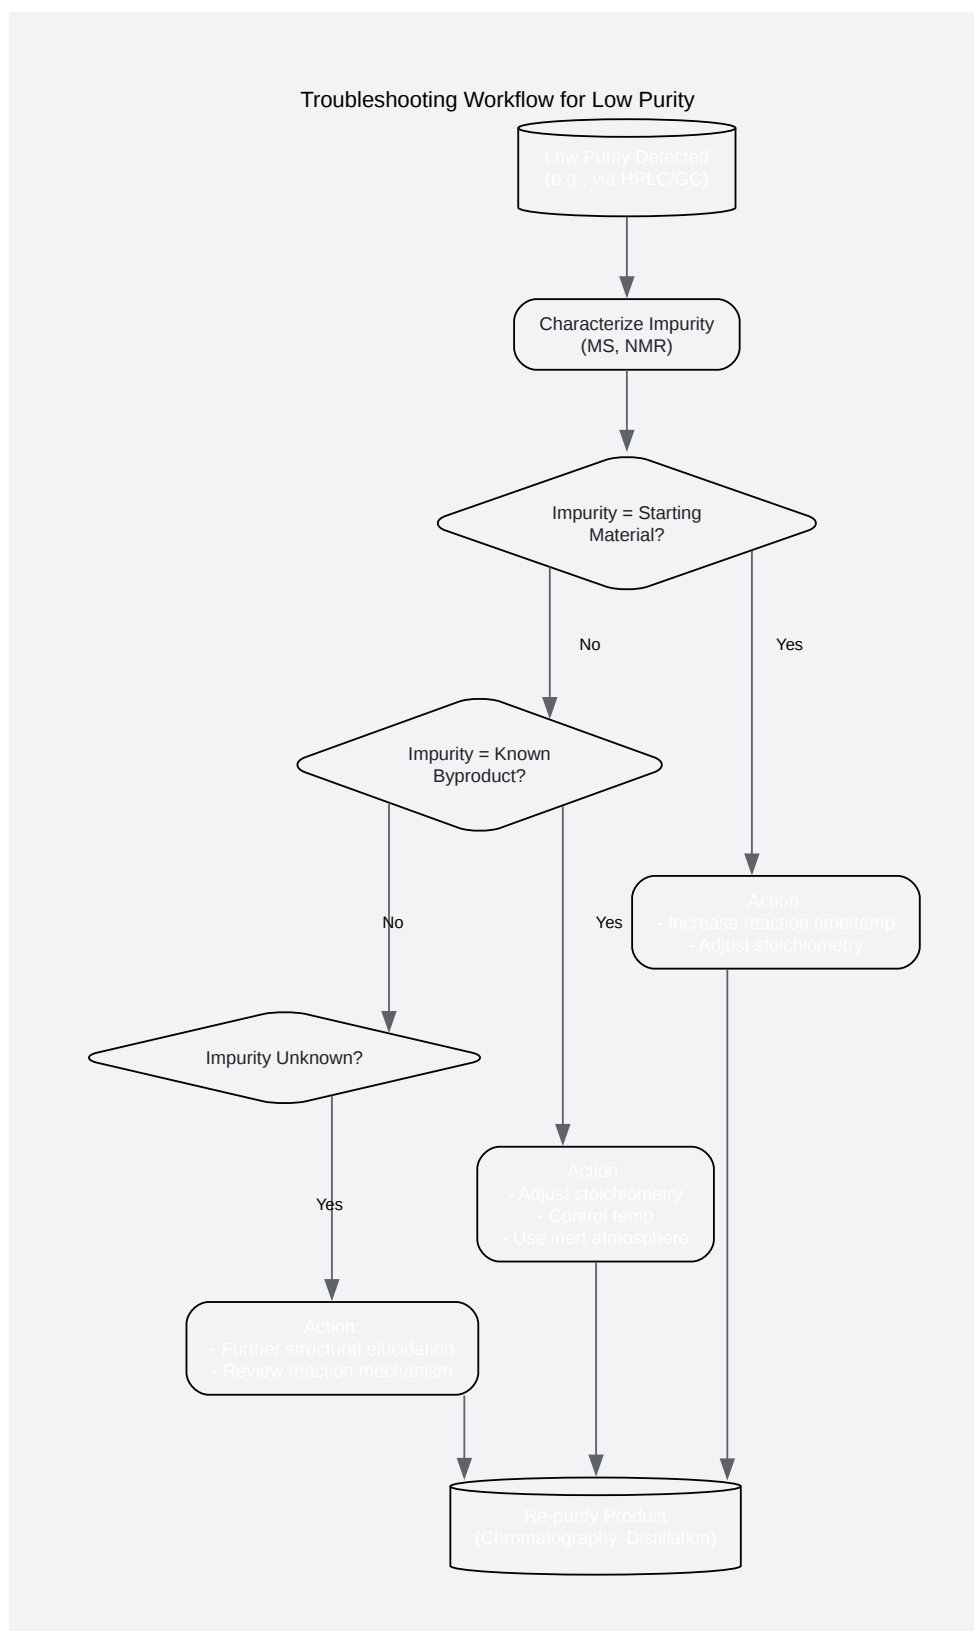 Troubleshooting Workflow for Low Purity
Low Purity Detected
(e.g., via HPLC/GC)
Characterize Impurity
(MS, NMR)
Impurity = Starting
Material?
No
Yes
Impurity = Known
Byproduct?
No
Yes
Action:
- Increase reaction time/temp
- Adjust stoichiometry
Impurity Unknown?
Yes
Action:
- Adjust stoichiometry
- Control temp
- Use inert atmosphere
Action:
- Further structural elucidation
- Review reaction mechanism
Re-purify Product
(Chromatography, Distillation)